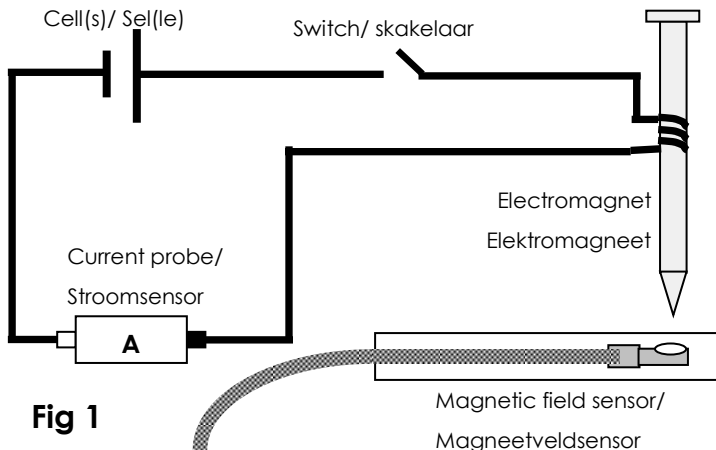 Cell(s)/ Sel(le)
Switch/ skakelaar
Electromagnet
Elektromagneet
Current probe/
Stroomsensor
A
Fig 1
Magnetic field sensor/
Magneetveldsensor